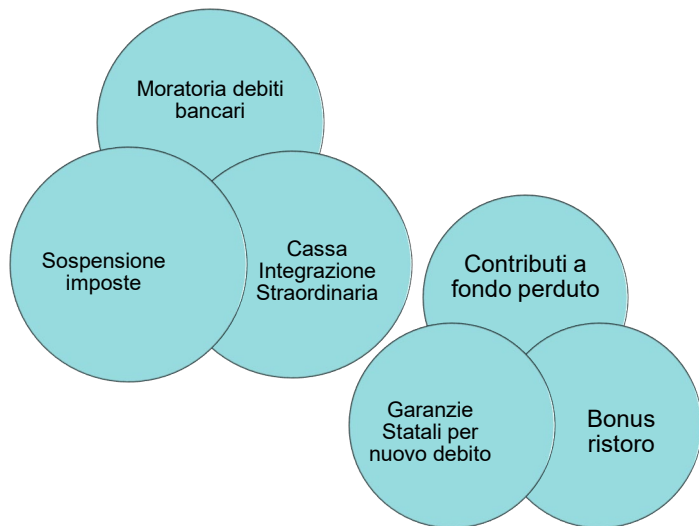 Moratoria debiti
bancari
Sospensione
imposte
Cassa
Integrazione
Straordinaria
Contributi a
fondo perduto
Garanzie
Statali per
nuovo debito
Bonus
ristoro